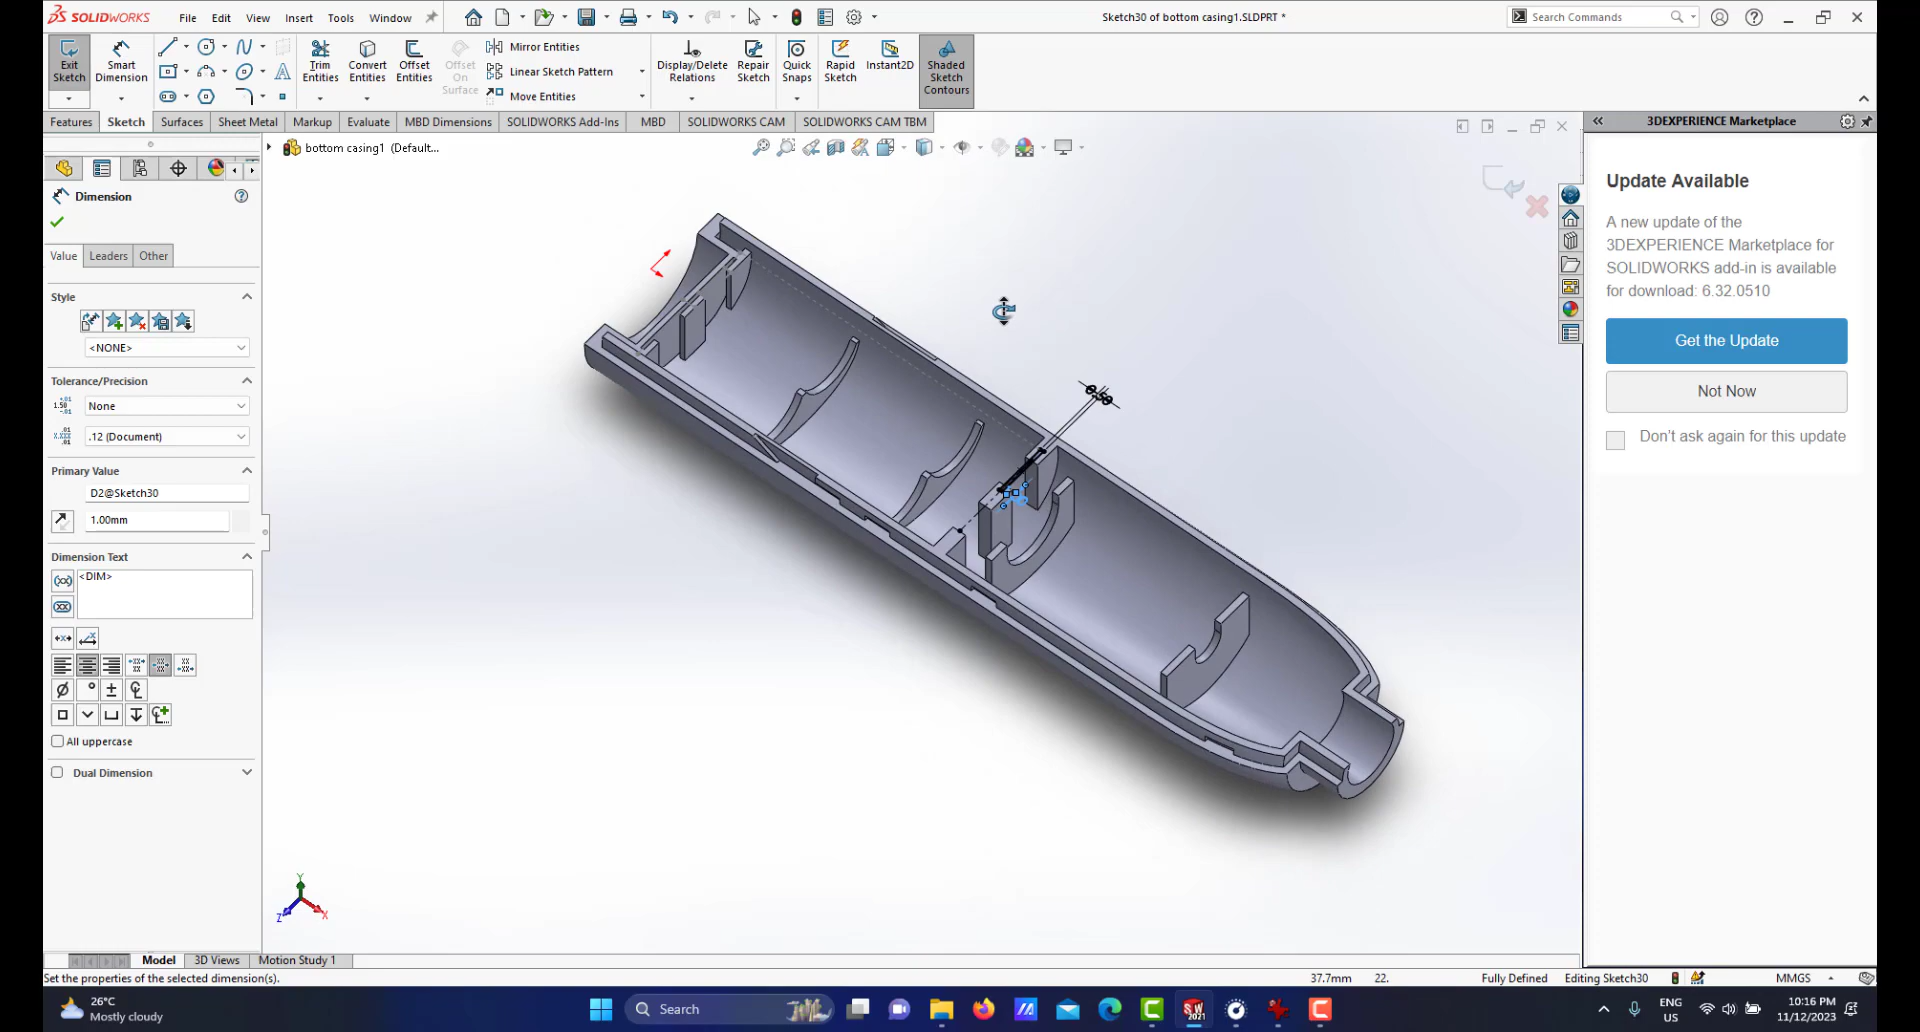 SOLIDWORKS File Edit View Insert Tools Window Sketch30 of bottom casing1.SLDPRT * Search Commands
Exit Sketch
Smart Dimension
Trim Entities
Convert Entities
Offset Entities
Offset On Surface
Mirror Entities
Linear Sketch Pattern
Move Entities
Display/Delete Relations
Repair Sketch
Quick Snaps
Rapid Sketch
Instant2D
Shaded Sketch Contours
Features Sketch Surfaces Sheet Metal Markup Evaluate MBD Dimensions SOLIDWORKS Add-Ins MBD SOLIDWORKS CAM SOLIDWORKS CAM TBM
bottom casing1 (Default...
Dimension
Value Leaders Other
Style
<NONE>
Tolerance/Precision
None
.12 (Document)
Primary Value
D2@Sketch30
1.00mm
Dimension Text
<DIM>
All uppercase
Dual Dimension
Y
Z
X
3DEXPERIENCE Marketplace
Update Available
A new update of the
3DEXPERIENCE Marketplace for
SOLIDWORKS add-in is available
for download: 6.32.0510
Get the Update
Not Now
Don't ask again for this update
Model 3D Views Motion Study 1
Set the properties of the selected dimension(s). 37.7mm 22. Fully Defined Editing Sketch30 MMGS
26°C
Mostly cloudy
Search
ENG
US
10:16 PM
11/12/2023